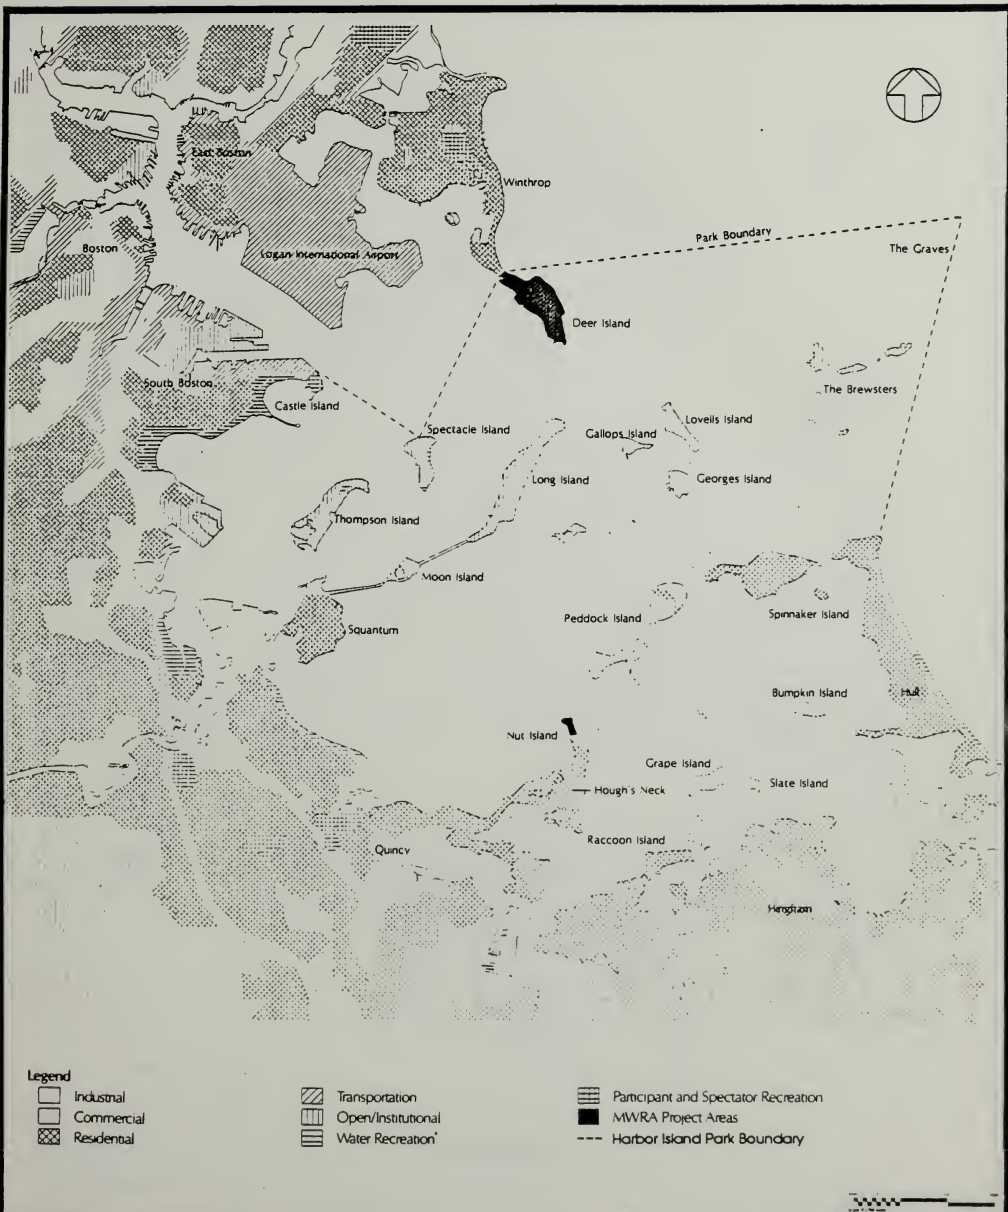 East Boston
Winthrop
Boston
Logan International Airport
Park Boundary
The Graves
Deer Island
South Boston
Castle Island
The Brewsters
Spectacle Island
Gallops Island
Lovells Island
Long Island
Georges Island
Thompson Island
Moon Island
Squantum
Peddock Island
Spinnaker Island
Bumpkin Island
Hull
Nut Island
Grape Island
Slate Island
Hough's Neck
Raccoon Island
Quincy
Hingham
Legend
Industrial
Commercial
Residential
Transportation
Open/Institutional
Water Recreation*
Participant and Spectator Recreation
MWRA Project Areas
Harbor Island Park Boundary